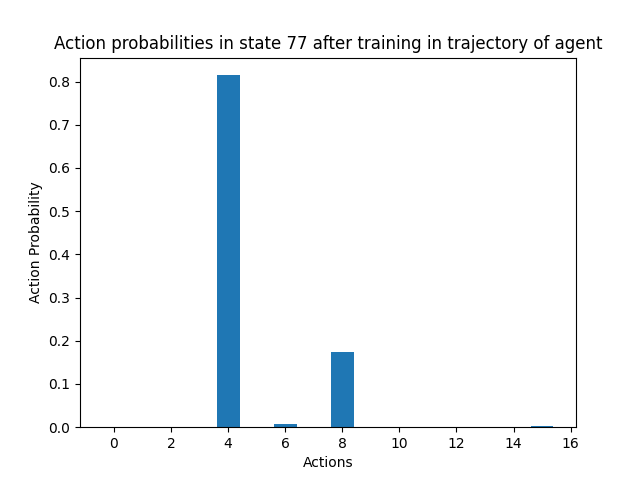 Action probabilities in state 77 after training in trajectory of agent
0.8
0.7
0.6
0.5
0.4
0.3
0.2
0.1
0.0
Action Probability
0 2 4 6 8 10 12 14 16
Actions